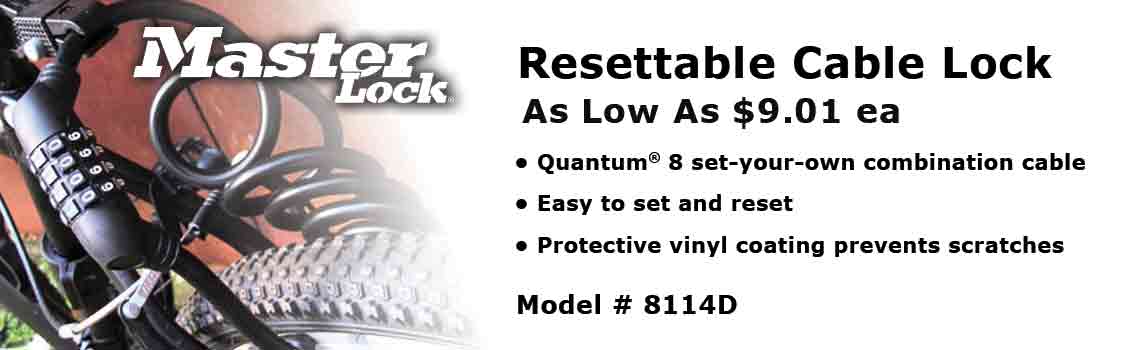 Master
Lock
Resettable Cable Lock
As Low As $9.01 ea
• Quantum® 8 set-your-own combination cable
• Easy to set and reset
• Protective vinyl coating prevents scratches
Model # 8114D